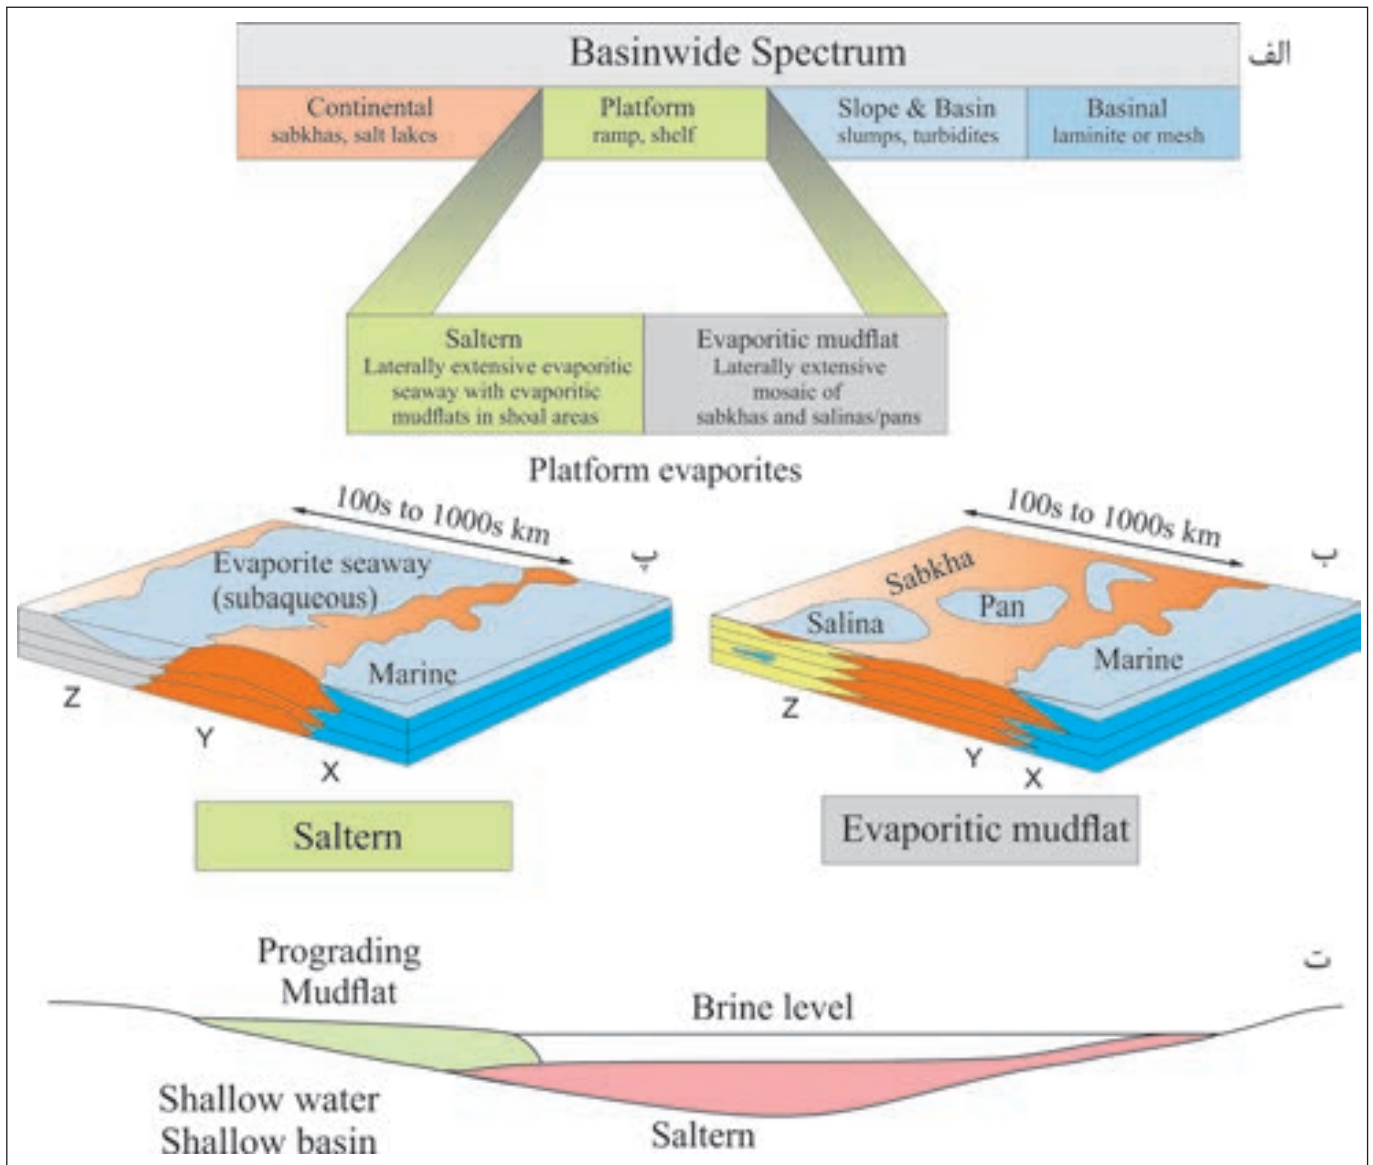 Basinwide Spectrum
الف
Continental
sabkhas, salt lakes
Platform
ramp, shelf
Slope & Basin
slumps, turbidites
Basinal
laminite or mesh
Saltern
Laterally extensive evaporitic
seaway with evaporitic
mudflats in shoal areas
Evaporitic mudflat
Laterally extensive
mosaic of
sabkhas and salinas/pans
Platform evaporites
100s to 1000s km
پ
Evaporite seaway
(subaqueous)
Marine
Z
Y
X
Saltern
100s to 1000s km
ب
Sabkha
Salina
Pan
Marine
Z
Y
X
Evaporitic mudflat
ت
Prograding
Mudflat
Brine level
Shallow water
Shallow basin
Saltern